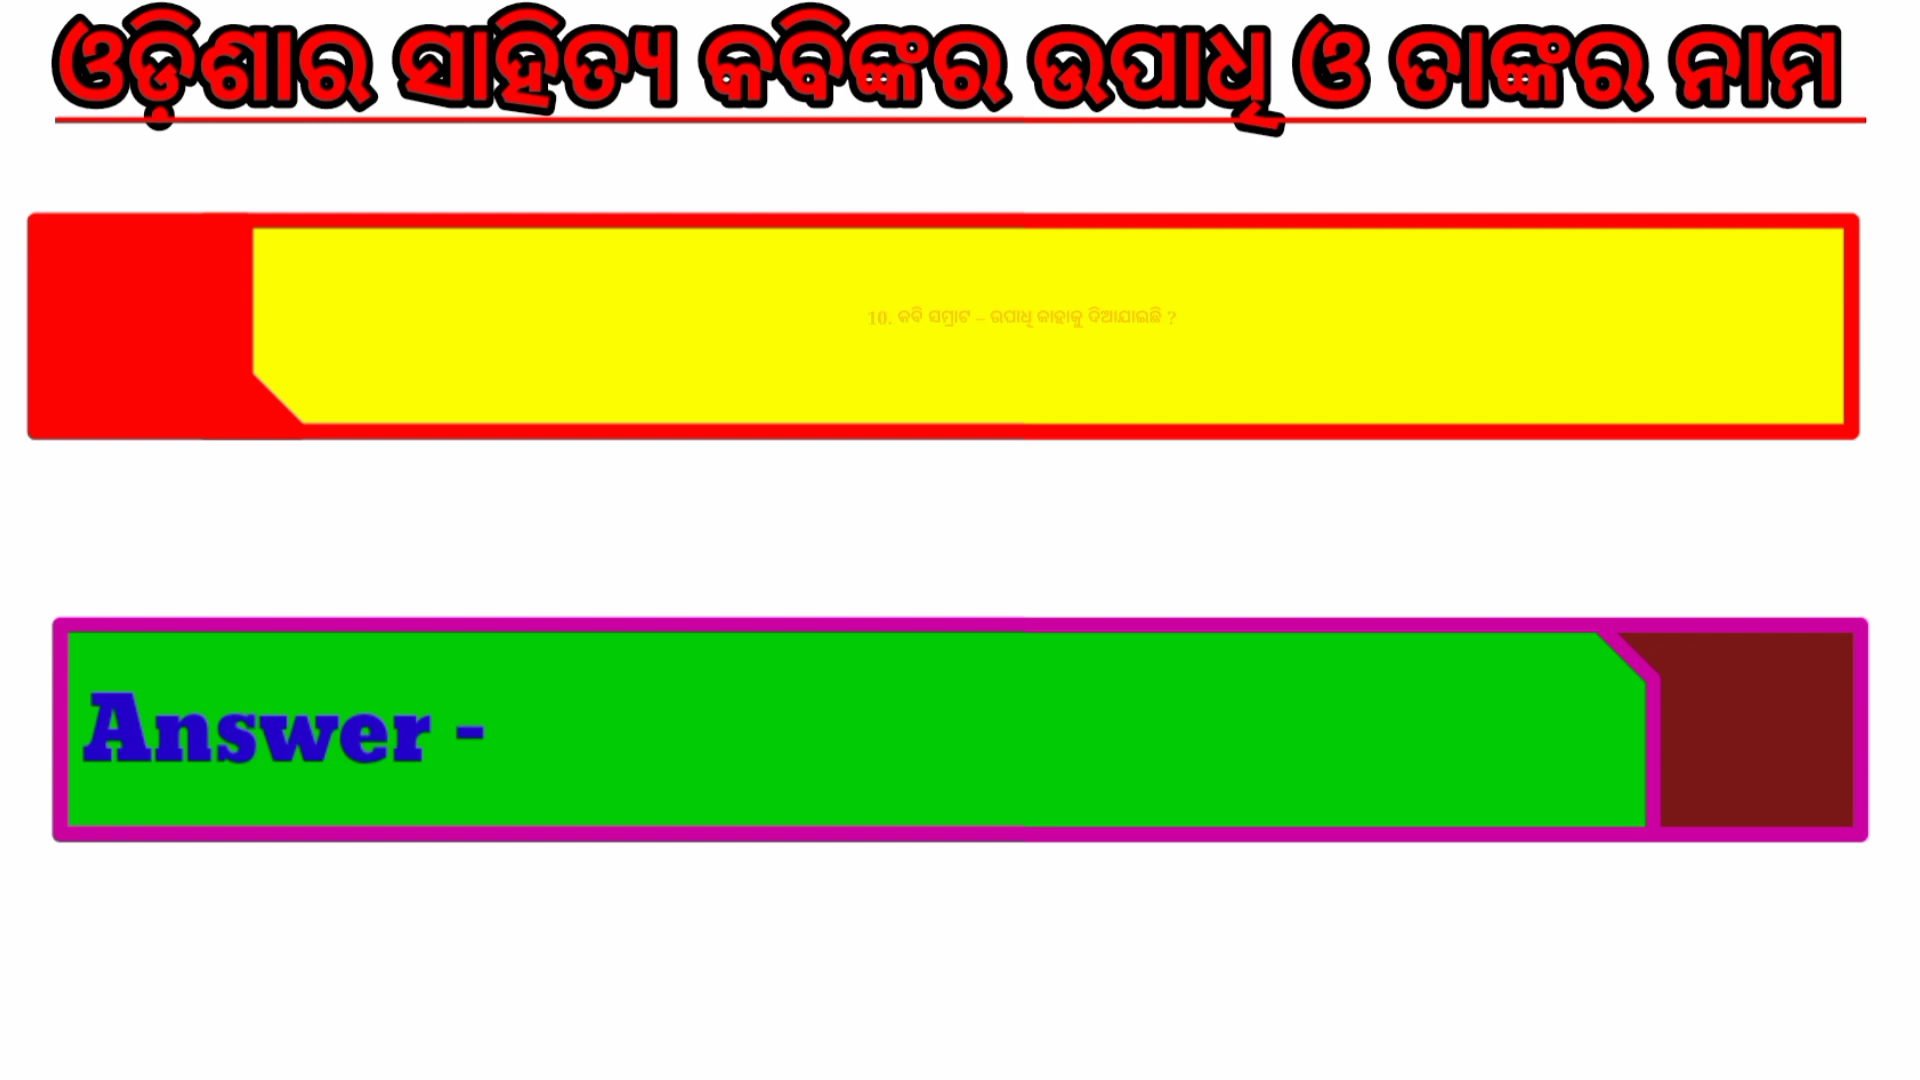 ଓଡ଼ିଶାର ସାହିତ୍ୟ କବିଙ୍କର ଉପାଧି ଓ ତାଙ୍କର ନାମ
10. କବି ସମ୍ରାଟ – ଉପାଧି କାହାକୁ ଦିଆଯାଇଛି ?
Answer -